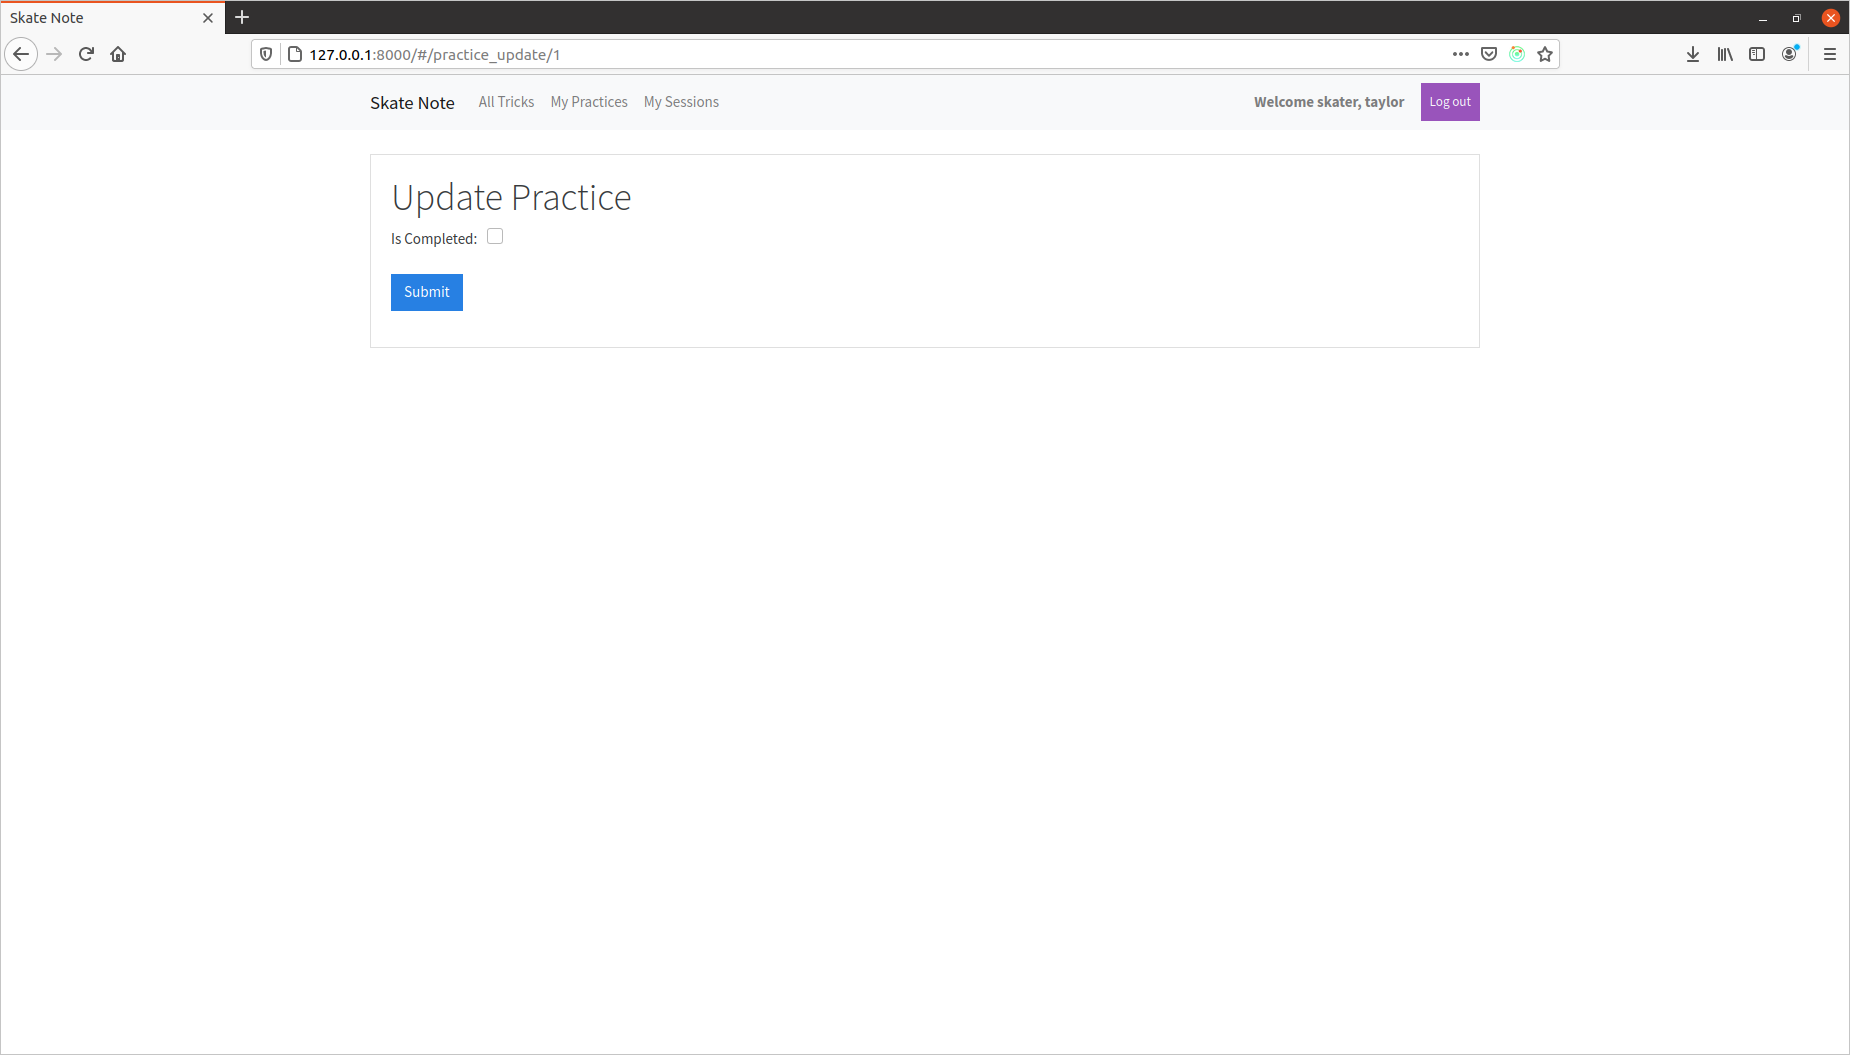 Skate Note
127.0.0.1:8000/#/practice_update/1
Skate Note All Tricks My Practices My Sessions Welcome skater, taylor Log out
Update Practice
Is Completed:
Submit